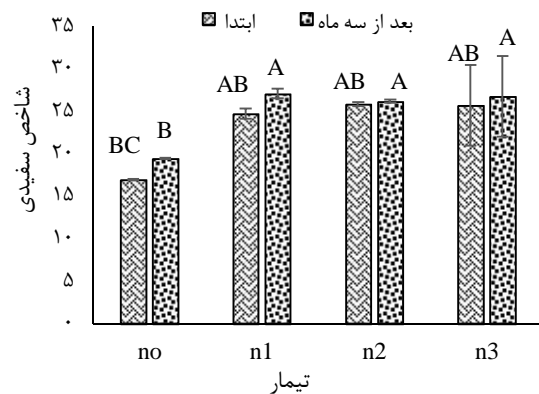 ابتدا بعد از سه ماه
شاخص سفیدی
۳۵
۳۰
۲۵
۲۰
۱۵
۱۰
۵
۰
BC B AB A AB A AB A
no n1 n2 n3
تیمار